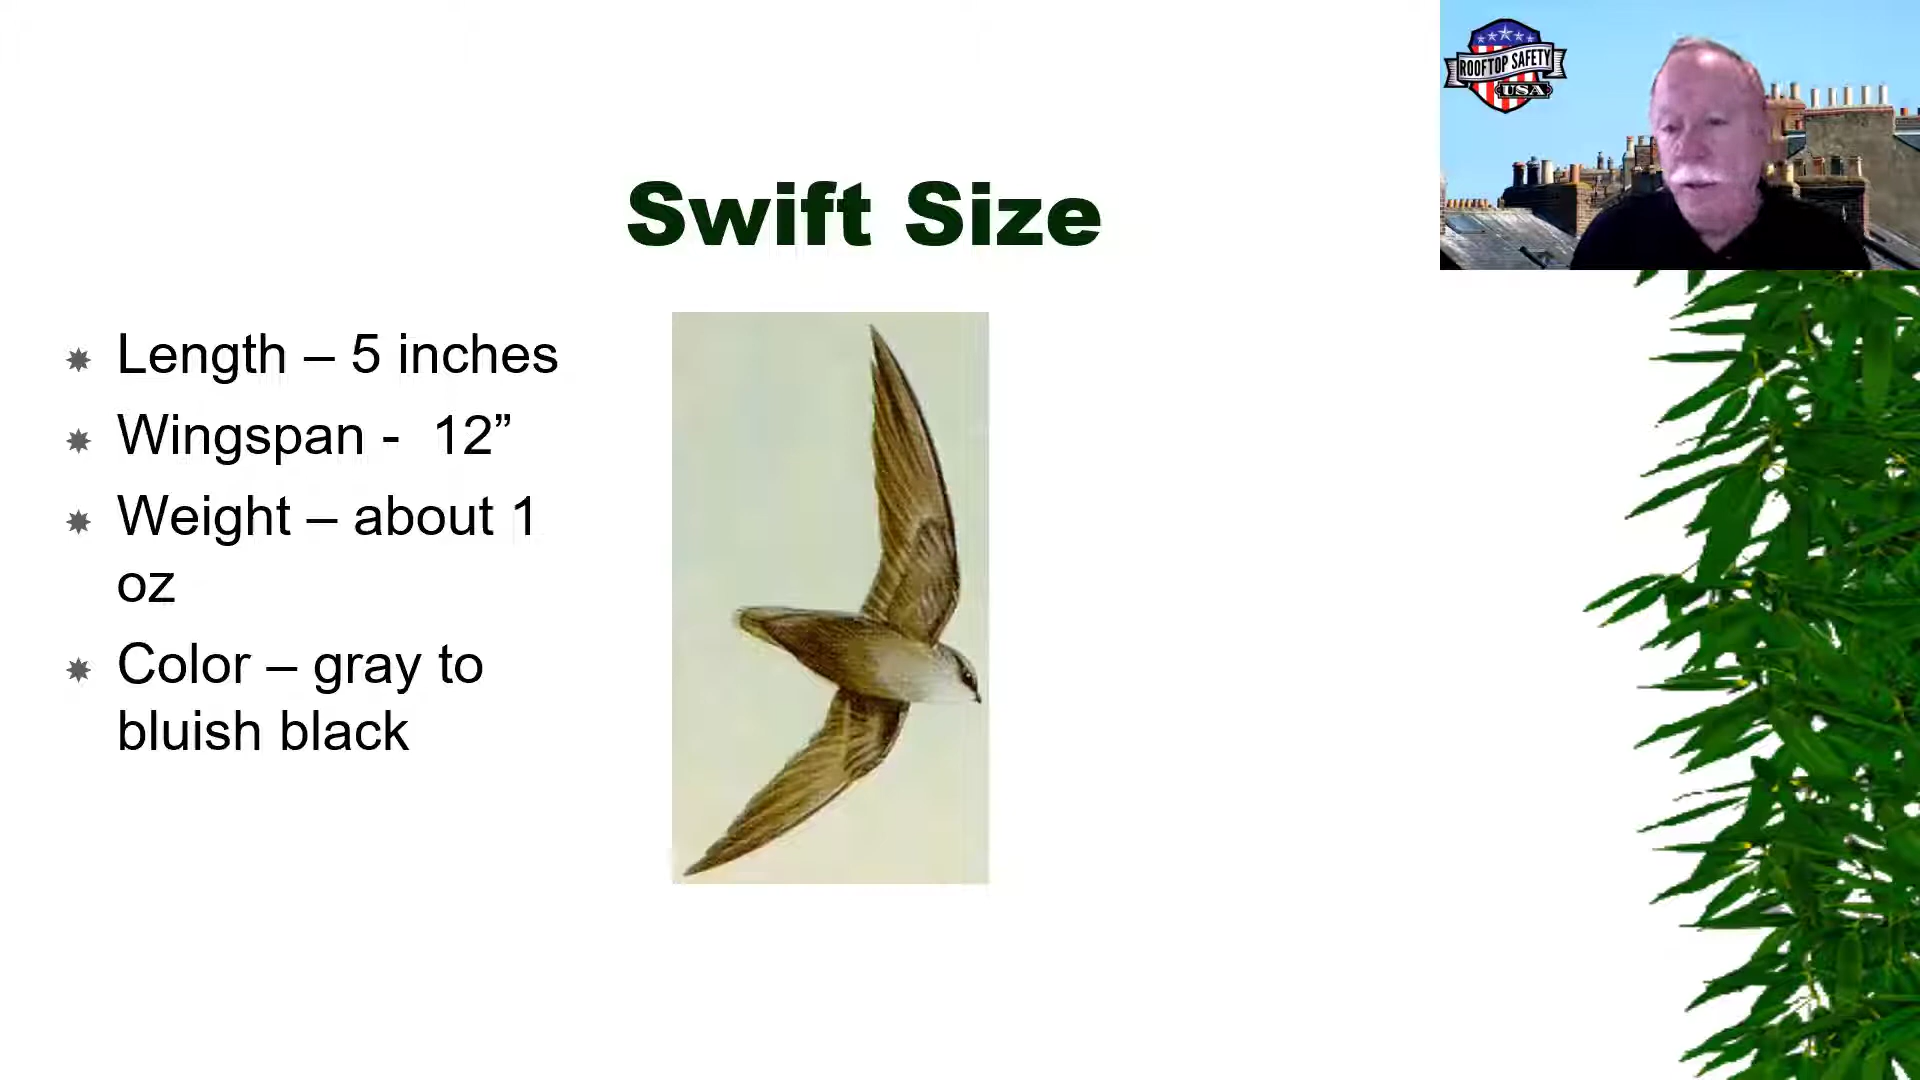 ROOFTOP SAFETY
USA
Swift Size
Length – 5 inches
Wingspan - 12”
Weight – about 1
oz
Color – gray to
bluish black